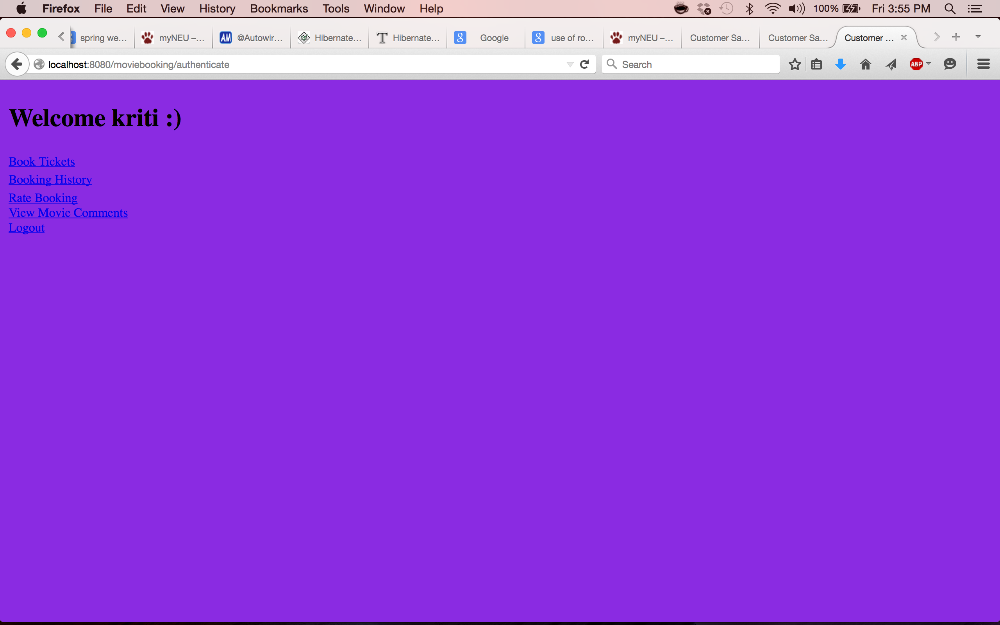 Firefox File Edit View History Bookmarks Tools Window Help 100% Fri 3:55 PM
spring we... myNEU –... AM @Autowir... Hibernate... T Hibernate... g Google g use of ro... myNEU –... Customer Sa... Customer Sa... Customer ...
localhost:8080/moviebooking/authenticate Search ABP
Welcome kriti :)
Book Tickets
Booking History
Rate Booking
View Movie Comments
Logout